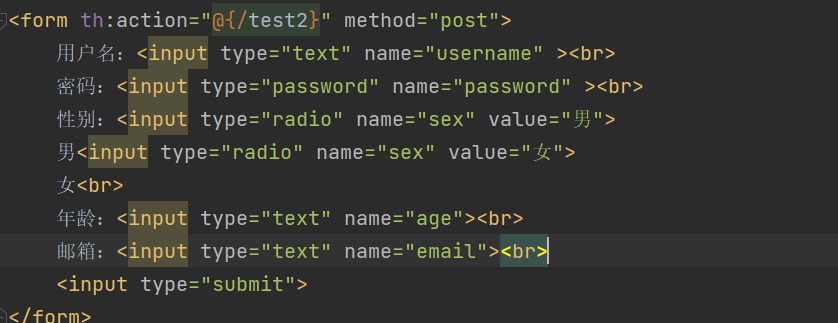 <form th:action="@{/test2}" method="post">
用户名：<input type="text" name="username" ><br>
密码：<input type="password" name="password" ><br>
性别：<input type="radio" name="sex" value="男">
男<input type="radio" name="sex" value="女">
女<br>
年龄：<input type="text" name="age"><br>
邮箱：<input type="text" name="email"><br>
<input type="submit">
</form>